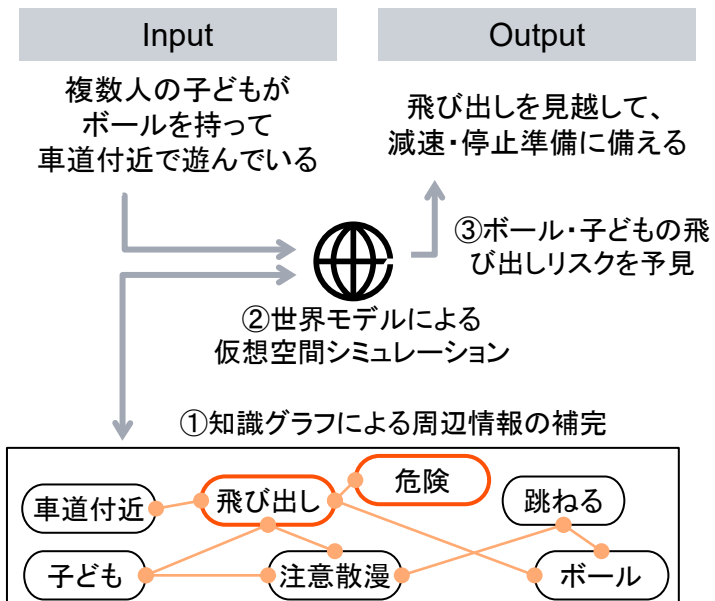 Input
Output
複数人の子どもが
ボールを持って
車道付近で遊んでいる
飛び出しを見越して、
減速・停止準備に備える
③ボール・子どもの飛
び出しリスクを予見
②世界モデルによる
仮想空間シミュレーション
①知識グラフによる周辺情報の補完
車道付近
飛び出し
危険
跳ねる
子ども
注意散漫
ボール